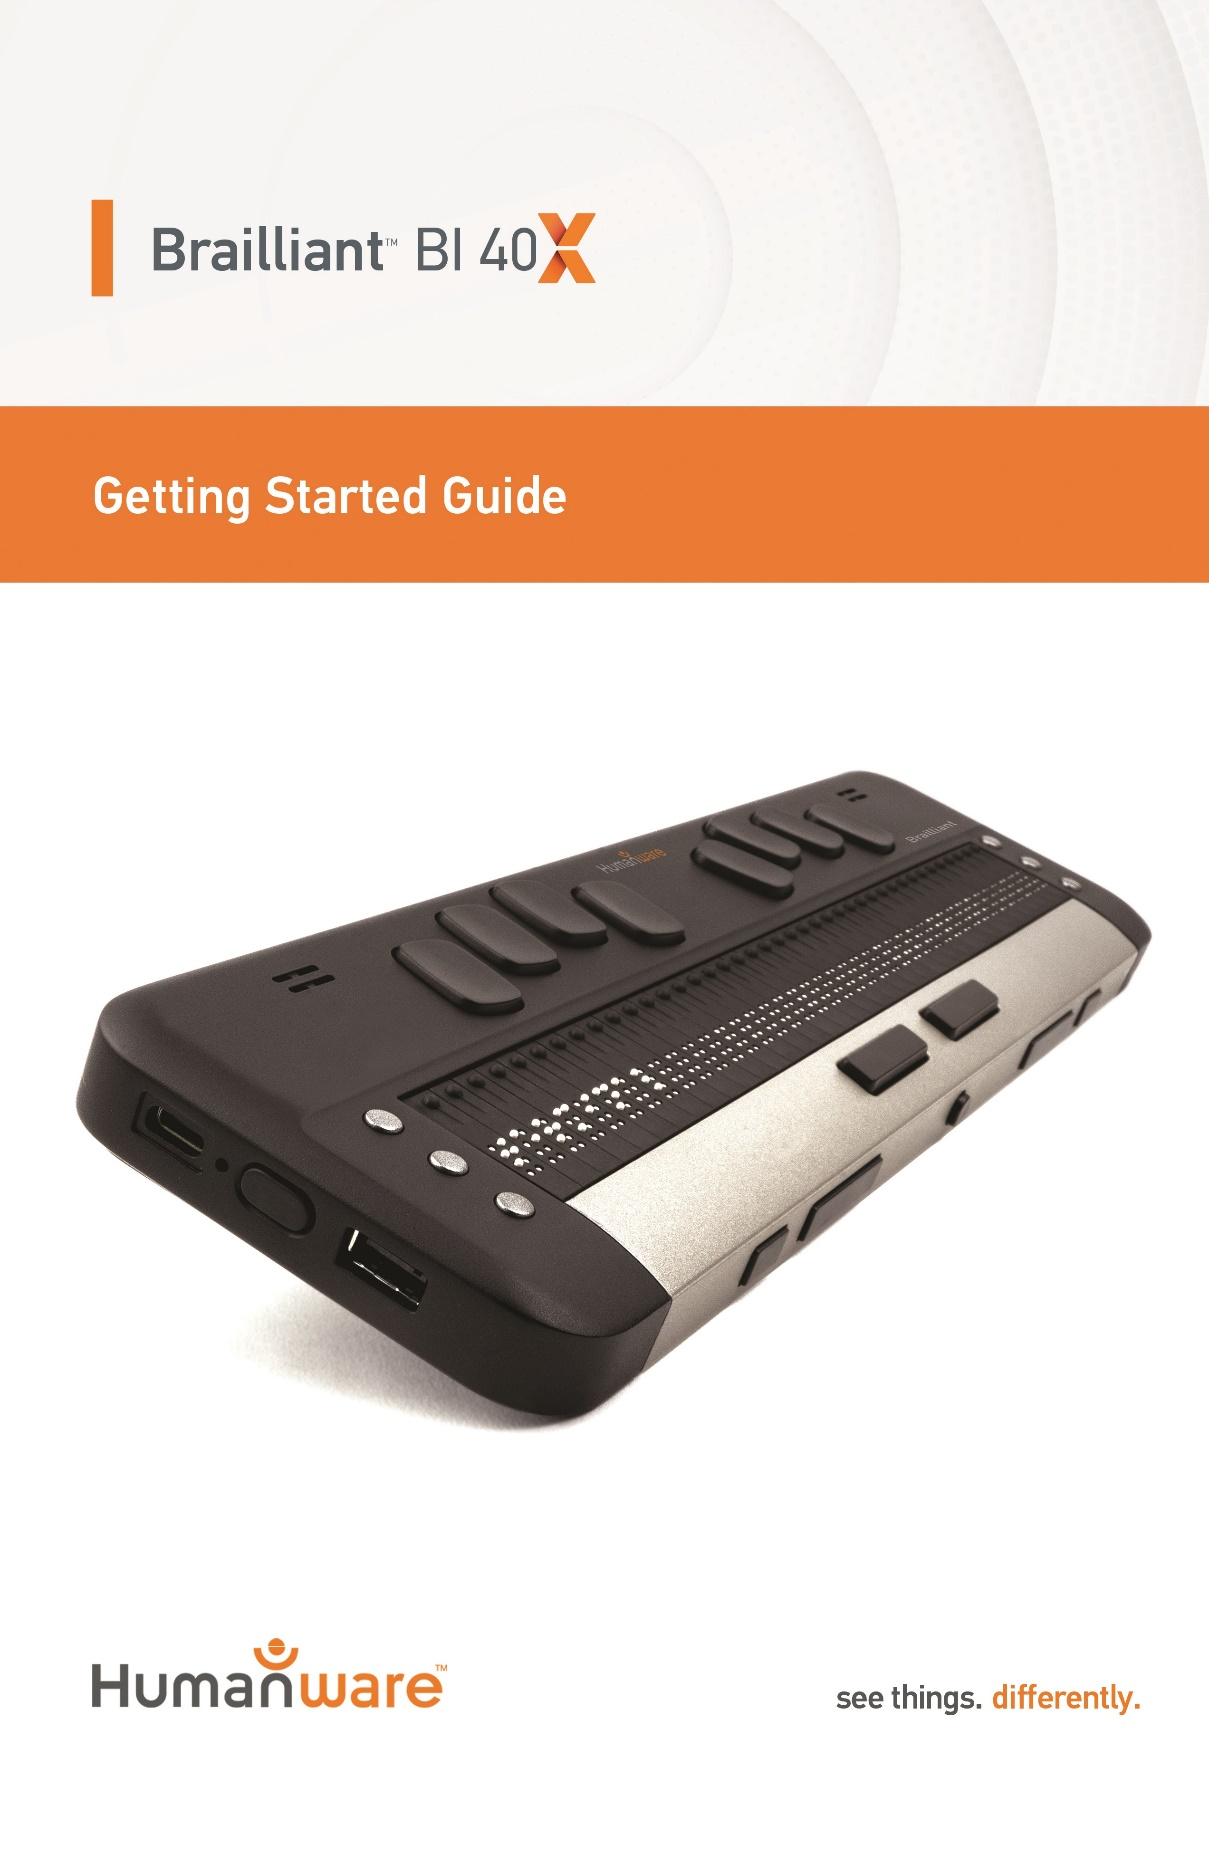 Brailliant™ BI 40X
Getting Started Guide
Humanware
Brailliant
Humanware™
see things. differently.